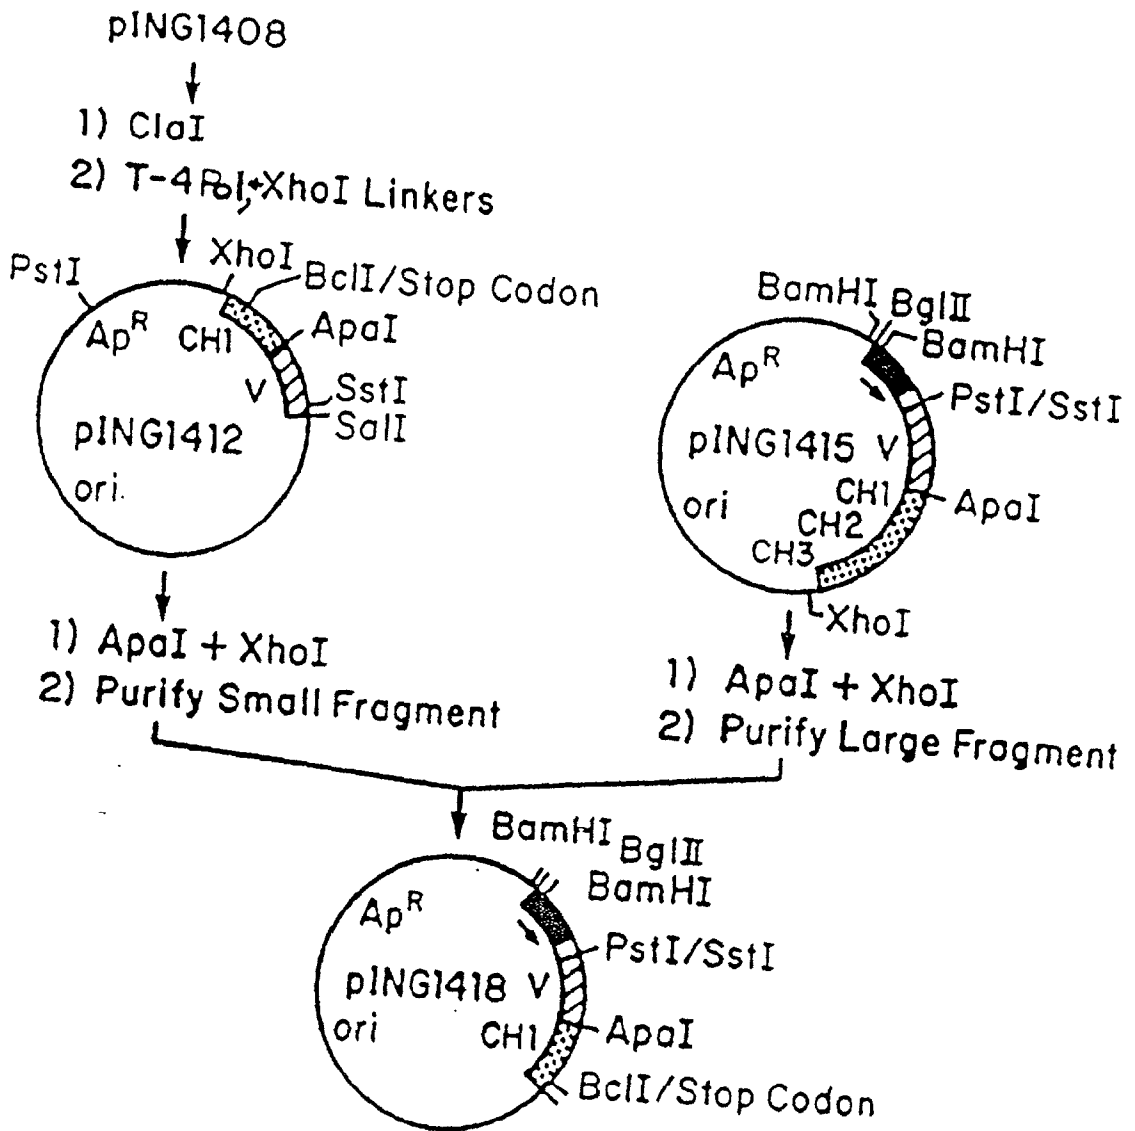 pING1408
1) ClaI
2) T-4 Pol, + XhoI Linkers
PstI
XhoI
BclI/Stop Codon
Ap^R
CH1
ApaI
V
SstI
SalI
pING1412
ori.
1) ApaI + XhoI
2) Purify Small Fragment
BamHI
BglII
BamHI
Ap^R
PstI/SstI
pING1415
V
ori
CH1
ApaI
CH2
CH3
XhoI
1) ApaI + XhoI
2) Purify Large Fragment
BamHI
BglII
BamHI
Ap^R
PstI/SstI
pING1418
V
ori
CH1
ApaI
BclI/Stop Codon